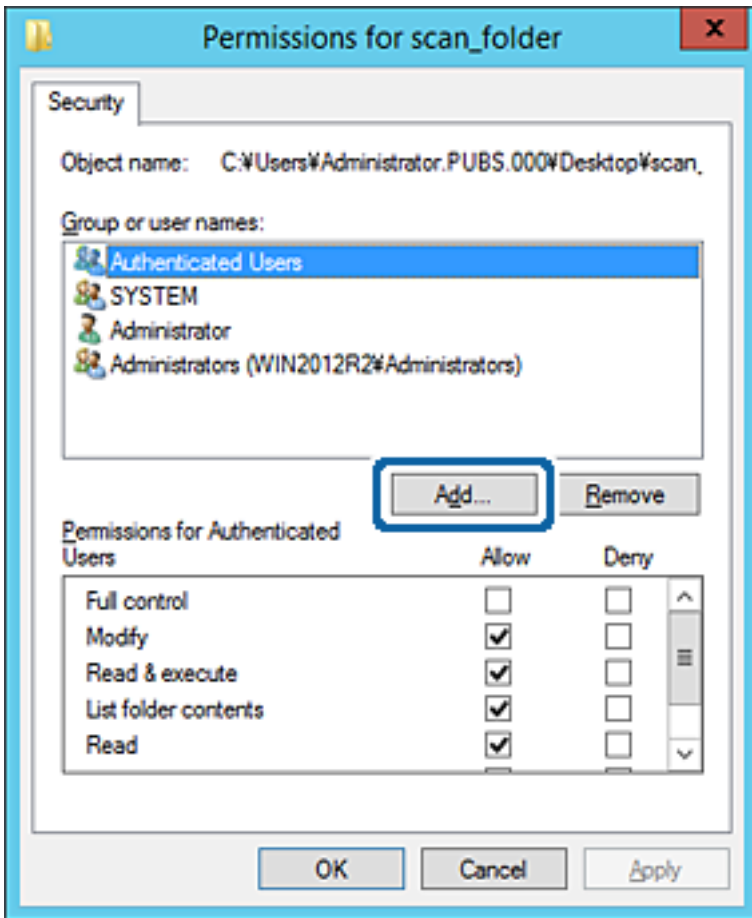 Permissions for scan_folder
x
Security
Object name: C:¥Users¥Administrator.PUBS.000¥Desktop¥scan_
Group or user names:
Authenticated Users
SYSTEM
Administrator
Administrators (WIN2012R2¥Administrators)
Add... Remove
Permissions for Authenticated
Users Allow Deny
Full control
Modify
Read & execute
List folder contents
Read
OK Cancel Apply